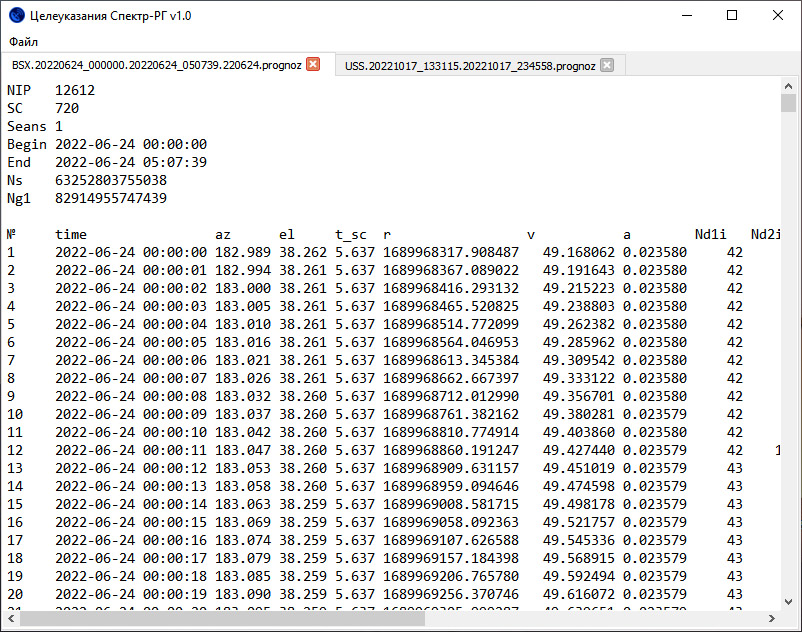 Целеуказания Спектр-РГ v1.0
Файл
BSX.20220624_000000.20220624_050739.220624.prognoz USS.20221017_133115.20221017_234558.prognoz
NIP 12612
SC 720
Seans 1
Begin 2022-06-24 00:00:00
End 2022-06-24 05:07:39
Ns 63252803755038
Ng1 82914955747439
№ time az el t_sc r v a Nd1i Nd2i
1 2022-06-24 00:00:00 182.989 38.262 5.637 1689968317.908487 49.168062 0.023580 42
2 2022-06-24 00:00:01 182.994 38.261 5.637 1689968367.089022 49.191643 0.023580 42
3 2022-06-24 00:00:02 183.000 38.261 5.637 1689968416.293132 49.215223 0.023580 42
4 2022-06-24 00:00:03 183.005 38.261 5.637 1689968465.520825 49.238803 0.023580 42
5 2022-06-24 00:00:04 183.010 38.261 5.637 1689968514.772099 49.262382 0.023580 42
6 2022-06-24 00:00:05 183.016 38.261 5.637 1689968564.046953 49.285962 0.023580 42
7 2022-06-24 00:00:06 183.021 38.261 5.637 1689968613.345384 49.309542 0.023580 42
8 2022-06-24 00:00:07 183.026 38.261 5.637 1689968662.667397 49.333122 0.023580 42
9 2022-06-24 00:00:08 183.032 38.260 5.637 1689968712.012990 49.356701 0.023580 42
10 2022-06-24 00:00:09 183.037 38.260 5.637 1689968761.382162 49.380281 0.023579 42
11 2022-06-24 00:00:10 183.042 38.260 5.637 1689968810.774914 49.403860 0.023580 42
12 2022-06-24 00:00:11 183.047 38.260 5.637 1689968860.191247 49.427440 0.023579 42 1
13 2022-06-24 00:00:12 183.053 38.260 5.637 1689968909.631157 49.451019 0.023579 43
14 2022-06-24 00:00:13 183.058 38.260 5.637 1689968959.094646 49.474598 0.023579 43
15 2022-06-24 00:00:14 183.063 38.259 5.637 1689969008.581715 49.498178 0.023579 43
16 2022-06-24 00:00:15 183.069 38.259 5.637 1689969058.092363 49.521757 0.023579 43
17 2022-06-24 00:00:16 183.074 38.259 5.637 1689969107.626588 49.545336 0.023579 43
18 2022-06-24 00:00:17 183.079 38.259 5.637 1689969157.184398 49.568915 0.023579 43
19 2022-06-24 00:00:18 183.085 38.259 5.637 1689969206.765780 49.592494 0.023579 43
20 2022-06-24 00:00:19 183.090 38.259 5.637 1689969256.370746 49.616072 0.023579 43